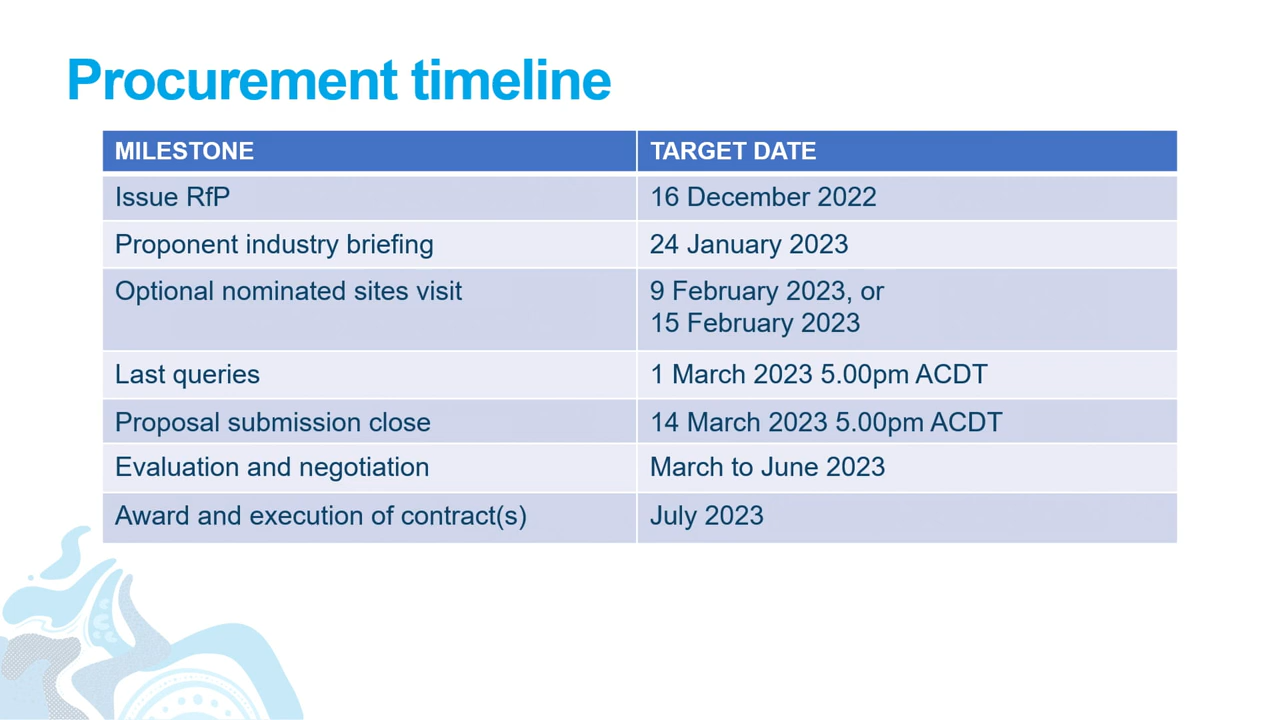 Procurement timeline
MILESTONE
TARGET DATE
Issue RfP
16 December 2022
Proponent industry briefing
24 January 2023
Optional nominated sites visit
9 February 2023, or
15 February 2023
Last queries
1 March 2023 5.00pm ACDT
Proposal submission close
14 March 2023 5.00pm ACDT
Evaluation and negotiation
March to June 2023
Award and execution of contract(s)
July 2023